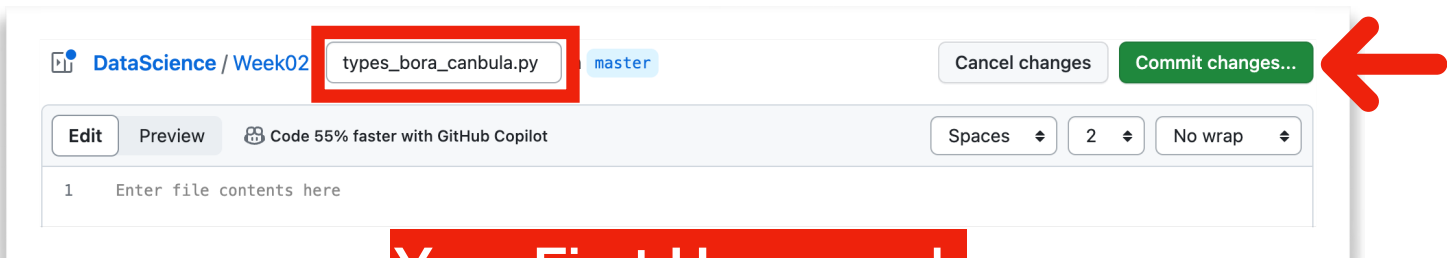 DataScience / Week02 types_bora_canbula.py master Cancel changes Commit changes...
Edit Preview Code 55% faster with GitHub Copilot Spaces 2 No wrap
1 Enter file contents here
First